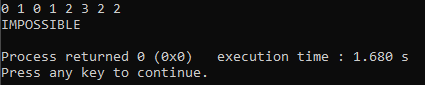 0 1 0 1 2 3 2 2
IMPOSSIBLE
Process returned 0 (0x0)   execution time : 1.680 s
Press any key to continue.